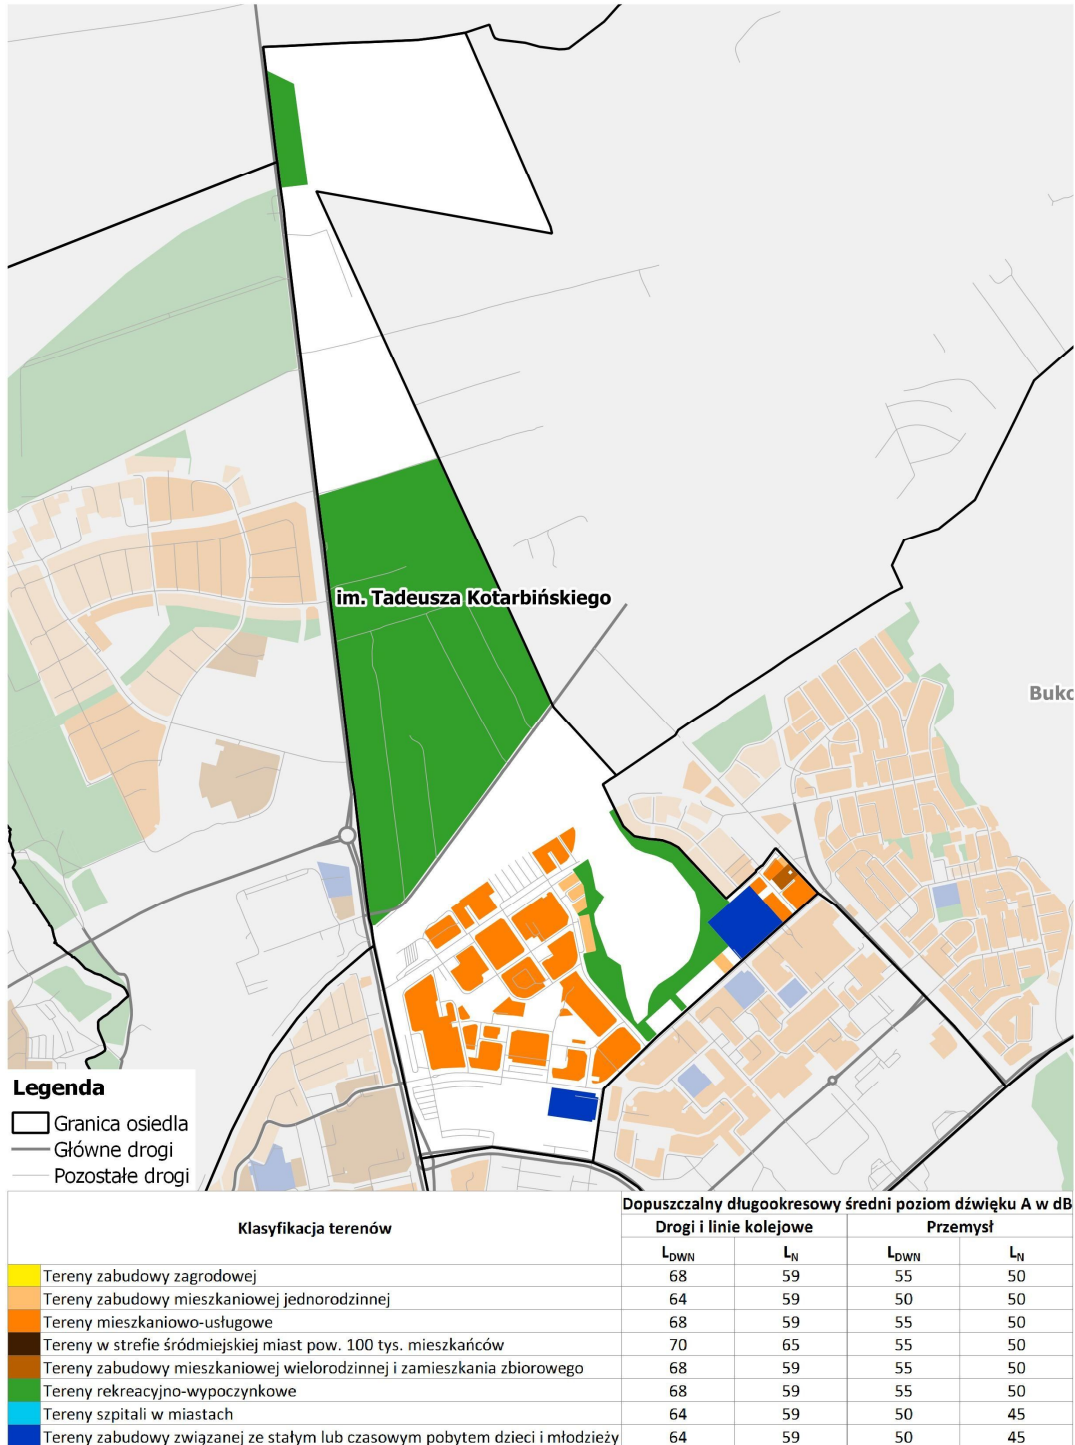 im. Tadeusza Kotarbińskiego
Legenda
Granica osiedla
Główne drogi
Pozostałe drogi
Klasyfikacja terenów
Dopuszczalny długookresowy średni poziom dźwięku A w dB
Drogi i linie kolejowe Przemysł
LDWN LN LDWN LN
Tereny zabudowy zagrodowej 68 59 55 50
Tereny zabudowy mieszkaniowej jednorodzinnej 64 59 50 50
Tereny mieszkaniowo-usługowe 68 59 55 50
Tereny w strefie śródmiejskiej miast pow. 100 tys. mieszkańców 70 65 55 50
Tereny zabudowy mieszkaniowej wielorodzinnej i zamieszkania zbiorowego 68 59 55 50
Tereny rekreacyjno-wypoczynkowe 68 59 55 50
Tereny szpitali w miastach 64 59 50 45
Tereny zabudowy związanej ze stałym lub czasowym pobytem dzieci i młodzieży 64 59 50 45